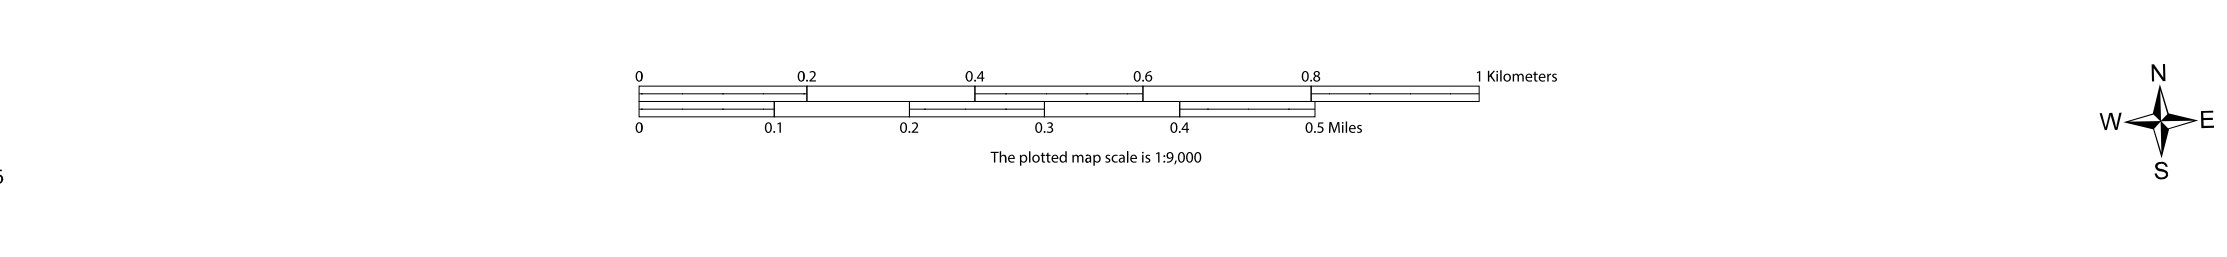 0 0.2 0.4 0.6 0.8 1 Kilometers
0 0.1 0.2 0.3 0.4 0.5 Miles
The plotted map scale is 1:9,000
N
W E
S